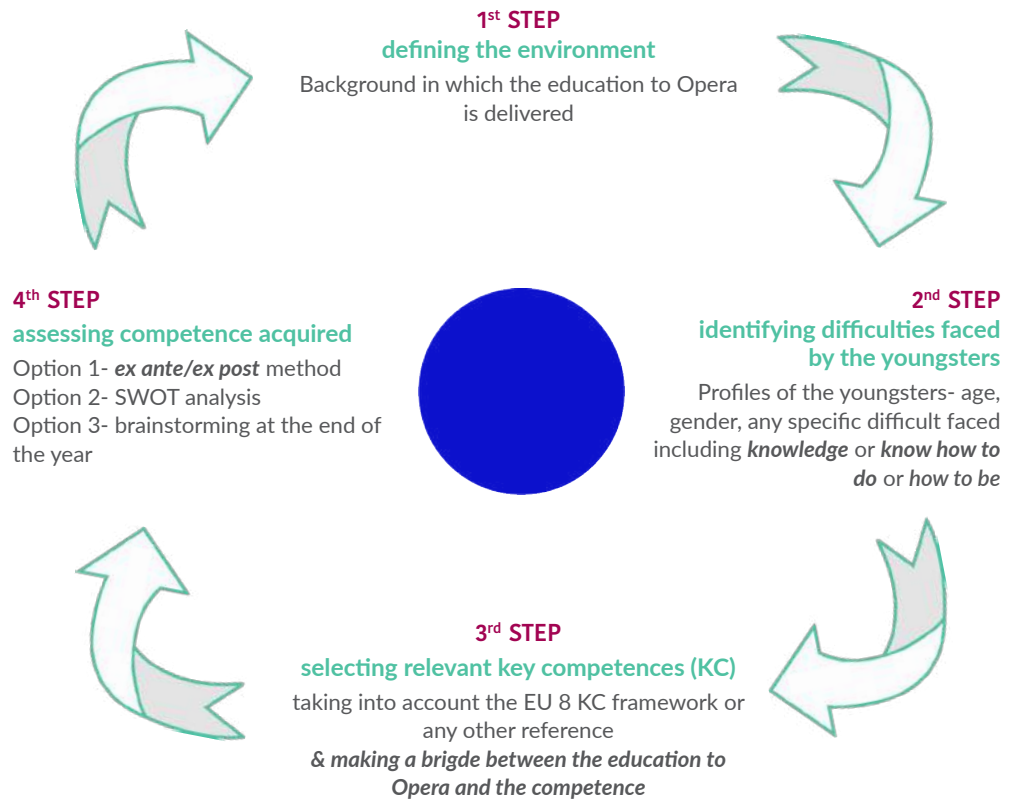 1st STEP
defining the environment
Background in which the education to Opera
is delivered
2nd STEP
identifying difficulties faced
by the youngsters
Profiles of the youngsters- age,
gender, any specific difficult faced
including knowledge or know how to
do or how to be
3rd STEP
selecting relevant key competences (KC)
taking into account the EU 8 KC framework or
any other reference
& making a brigde between the education to
Opera and the competence
4th STEP
assessing competence acquired
Option 1- ex ante/ex post method
Option 2- SWOT analysis
Option 3- brainstorming at the end of
the year